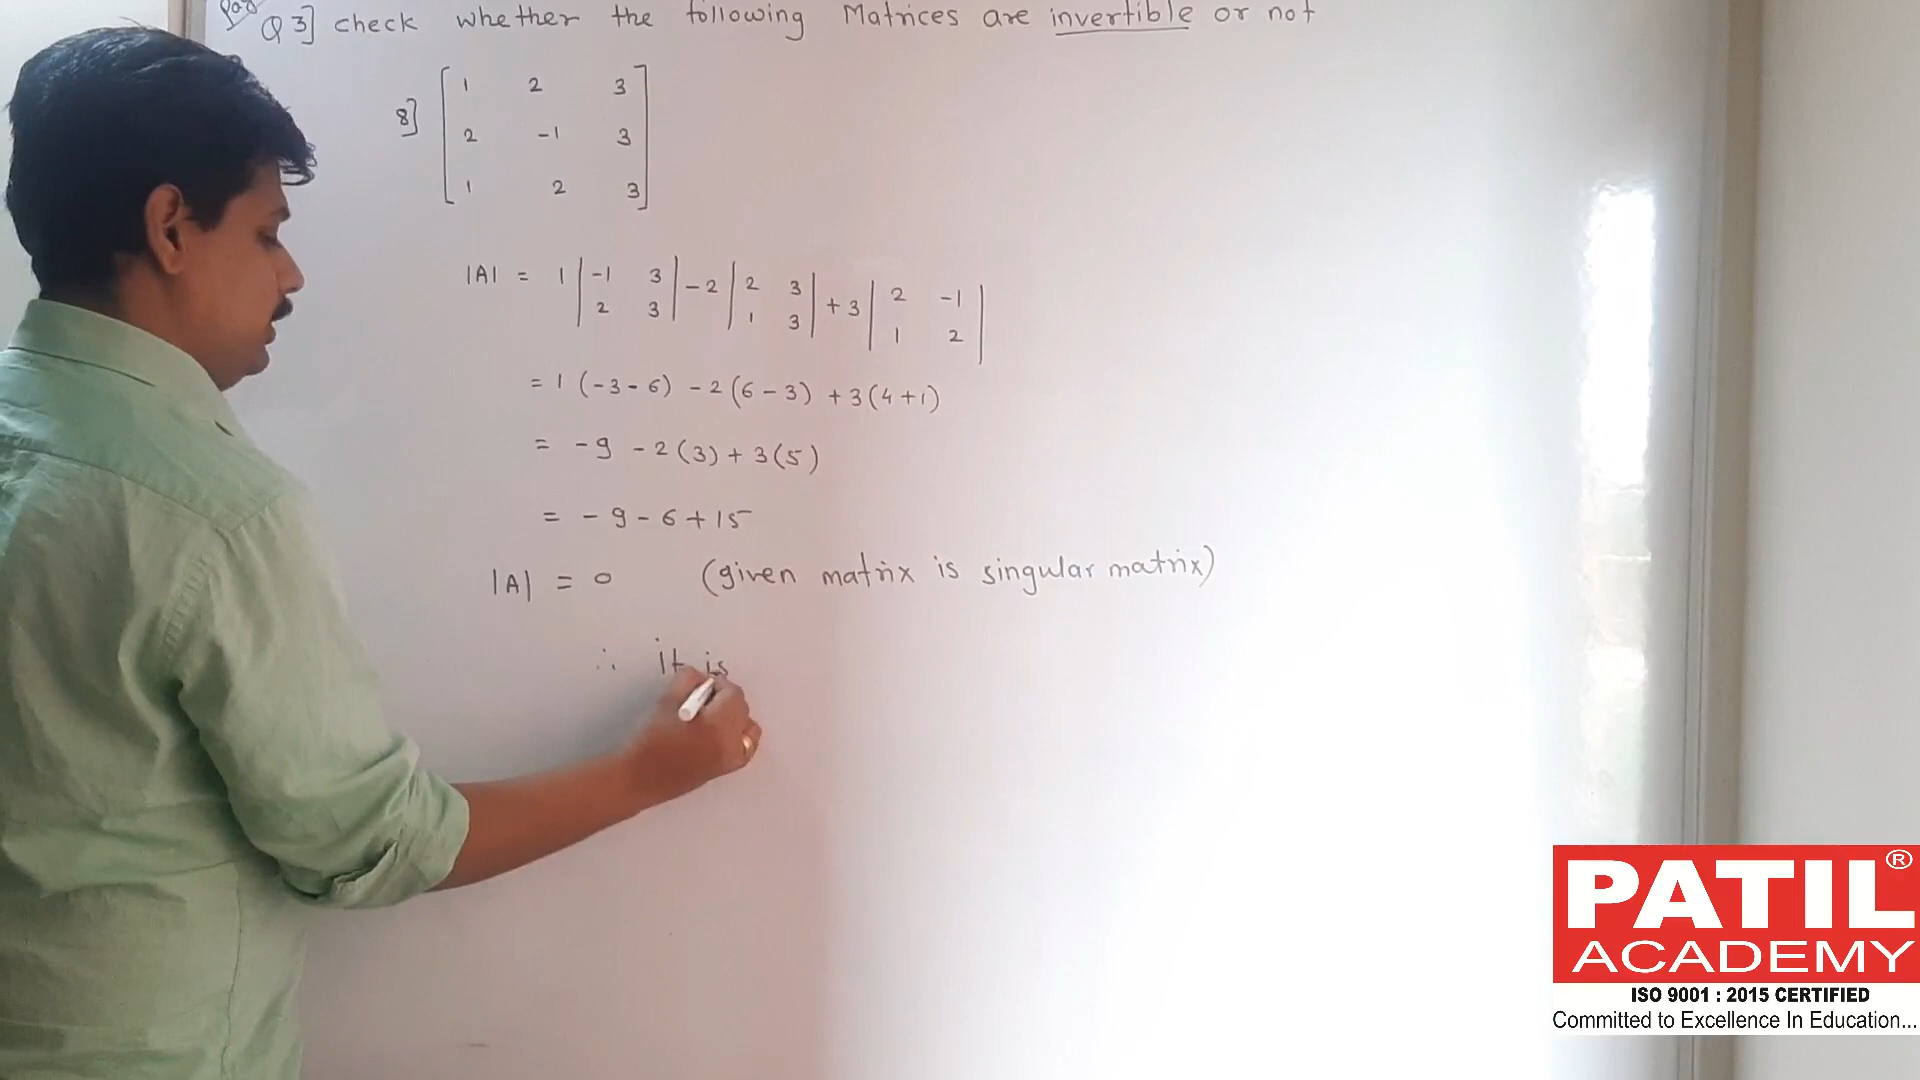 Q 3] check whether the following Matrices are invertible or not
8] [ 1 2 3
2 -1 3
1 2 3 ]
|A| = 1 | -1 3 | - 2 | 2 3 | + 3 | 2 -1 |
| 2 3 | | 1 3 | | 1 2 |
= 1 (-3 - 6) - 2 (6 - 3) + 3 (4 + 1)
= - 9 - 2 (3) + 3 (5)
= - 9 - 6 + 15
|A| = 0 (given matrix is singular matrix)
∴ it is
PATIL®
ACADEMY
ISO 9001 : 2015 CERTIFIED
Committed to Excellence In Education...